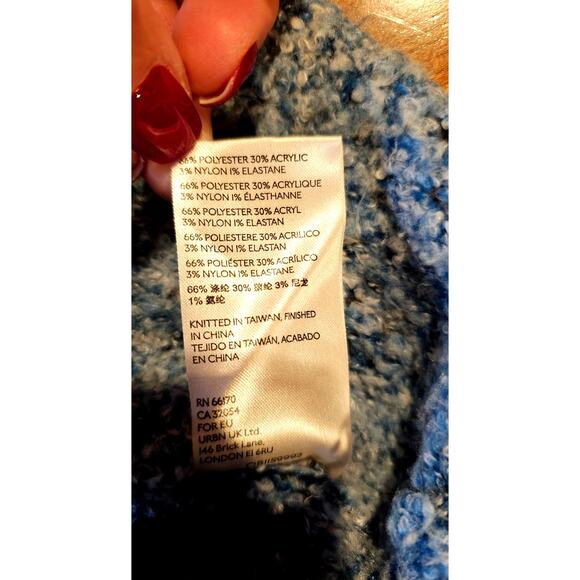 66% POLYESTER 30% ACRYLIC
3% NYLON 1% ELASTANE
66% POLYESTER 30% ACRYLIQUE
3% NYLON 1% ÉLASTHANNE
66% POLYESTER 30% ACRYL
3% NYLON 1% ELASTAN
66% POLIESTERE 30% ACRILICO
3% NYLON 1% ELASTAN
66% POLIÉSTER 30% ACRÍLICO
3% NYLON 1% ELASTANE
66% 涤纶 30% 腈纶 3% 尼龙
1% 氨纶
KNITTED IN TAIWAN, FINISHED
IN CHINA
TEJIDO EN TAIWÁN, ACABADO
EN CHINA
RN 66170
CA 32054
FOR EU
URBN UK Ltd.
146 Brick Lane,
LONDON E1 6RU